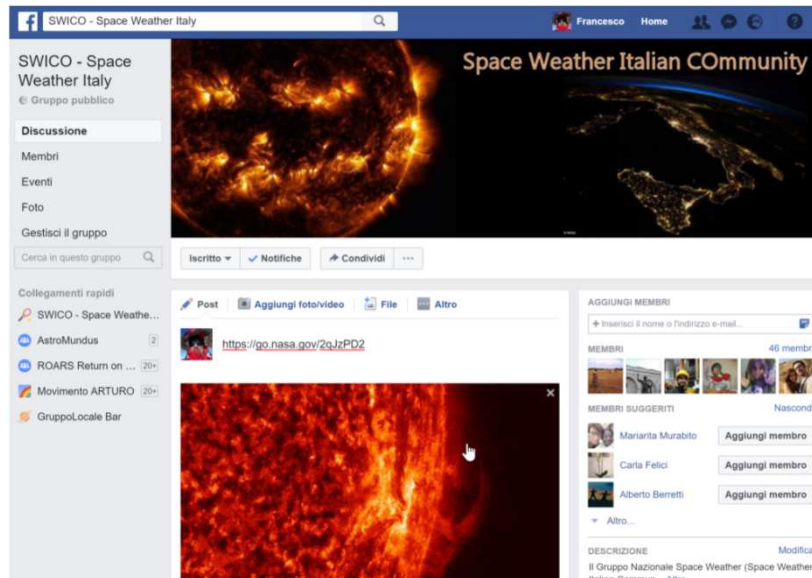 SWICO - Space Weather Italy
Francesco Home
SWICO - Space
Weather Italy
Gruppo pubblico
Discussione
Membri
Eventi
Foto
Gestisci il gruppo
Cerca in questo gruppo
Collegamenti rapidi
SWICO - Space Weathe...
AstroMundus 2
ROARS Return on ... 20+
Movimento ARTURO 20+
GruppoLocale Bar
Space Weather Italian COmmunity
Iscritto Notifiche Condividi ...
Post Aggiungi foto/video File Altro
https://go.nasa.gov/2qJzPD2
AGGIUNGI MEMBRI
+ Inserisci il nome o l'indirizzo e-mail...
MEMBRI 46 membr
MEMBRI SUGGERITI Nascond
Mariarita Murabito Aggiungi membro
Carla Felici Aggiungi membro
Alberto Berretti Aggiungi membro
Altro...
DESCRIZIONE Modifica
Il Gruppo Nazionale Space Weather (Space Weather